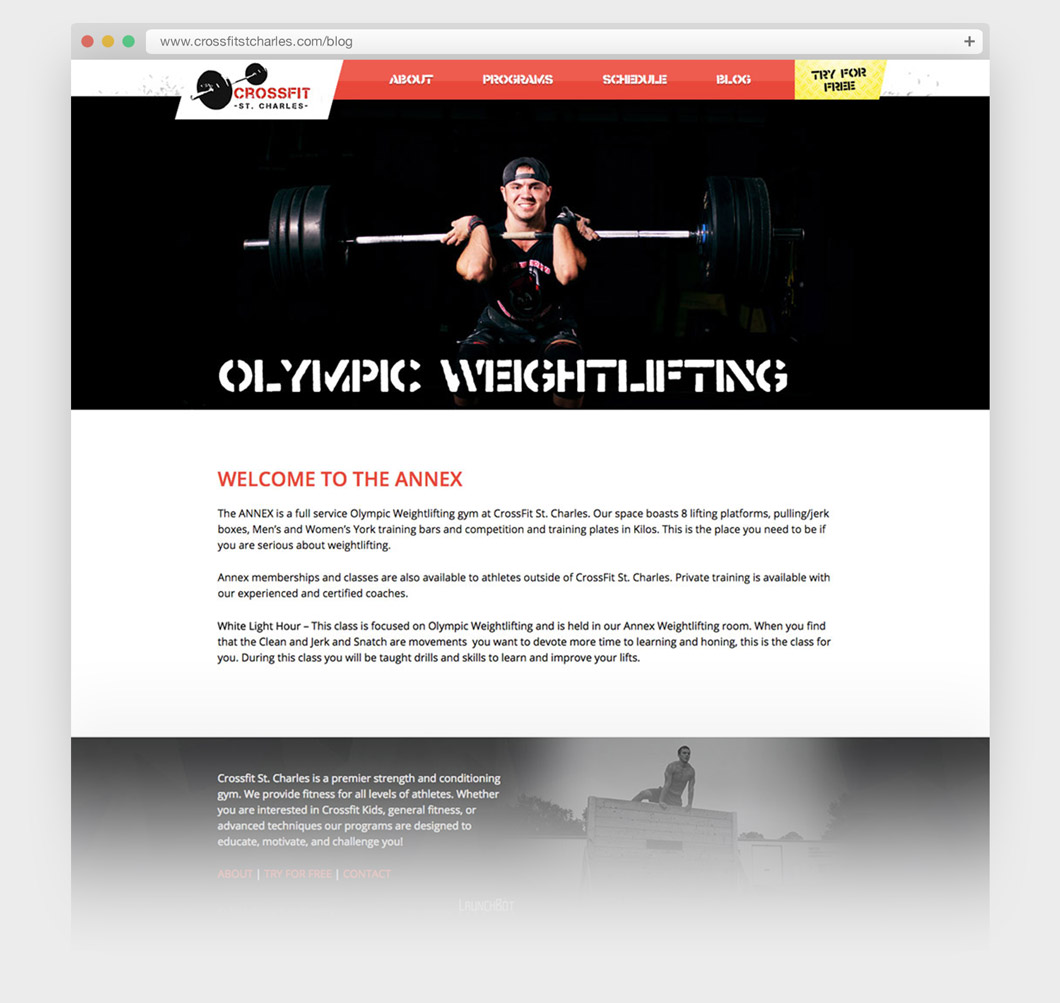 www.crossfitstcharles.com/blog
CROSSFIT
-ST. CHARLES-
ABOUT
PROGRAMS
SCHEDULE
BLOG
TRY FOR
FREE
OLYMPIC WEIGHTLIFTING
WELCOME TO THE ANNEX
The ANNEX is a full service Olympic Weightlifting gym at CrossFit St. Charles. Our space boasts 8 lifting platforms, pulling/jerk
boxes, Men's and Women's York training bars and competition and training plates in Kilos. This is the place you need to be if
you are serious about weightlifting.
Annex memberships and classes are also available to athletes outside of CrossFit St. Charles. Private training is available with
our experienced and certified coaches.
White Light Hour – This class is focused on Olympic Weightlifting and is held in our Annex Weightlifting room. When you find
that the Clean and Jerk and Snatch are movements you want to devote more time to learning and honing, this is the class for
you. During this class you will be taught drills and skills to learn and improve your lifts.
Crossfit St. Charles is a premier strength and conditioning
gym. We provide fitness for all levels of athletes. Whether
you are interested in Crossfit Kids, general fitness, or
advanced techniques our programs are designed to
educate, motivate, and challenge you!
ABOUT | TRY FOR FREE | CONTACT
LAUNCHBOT